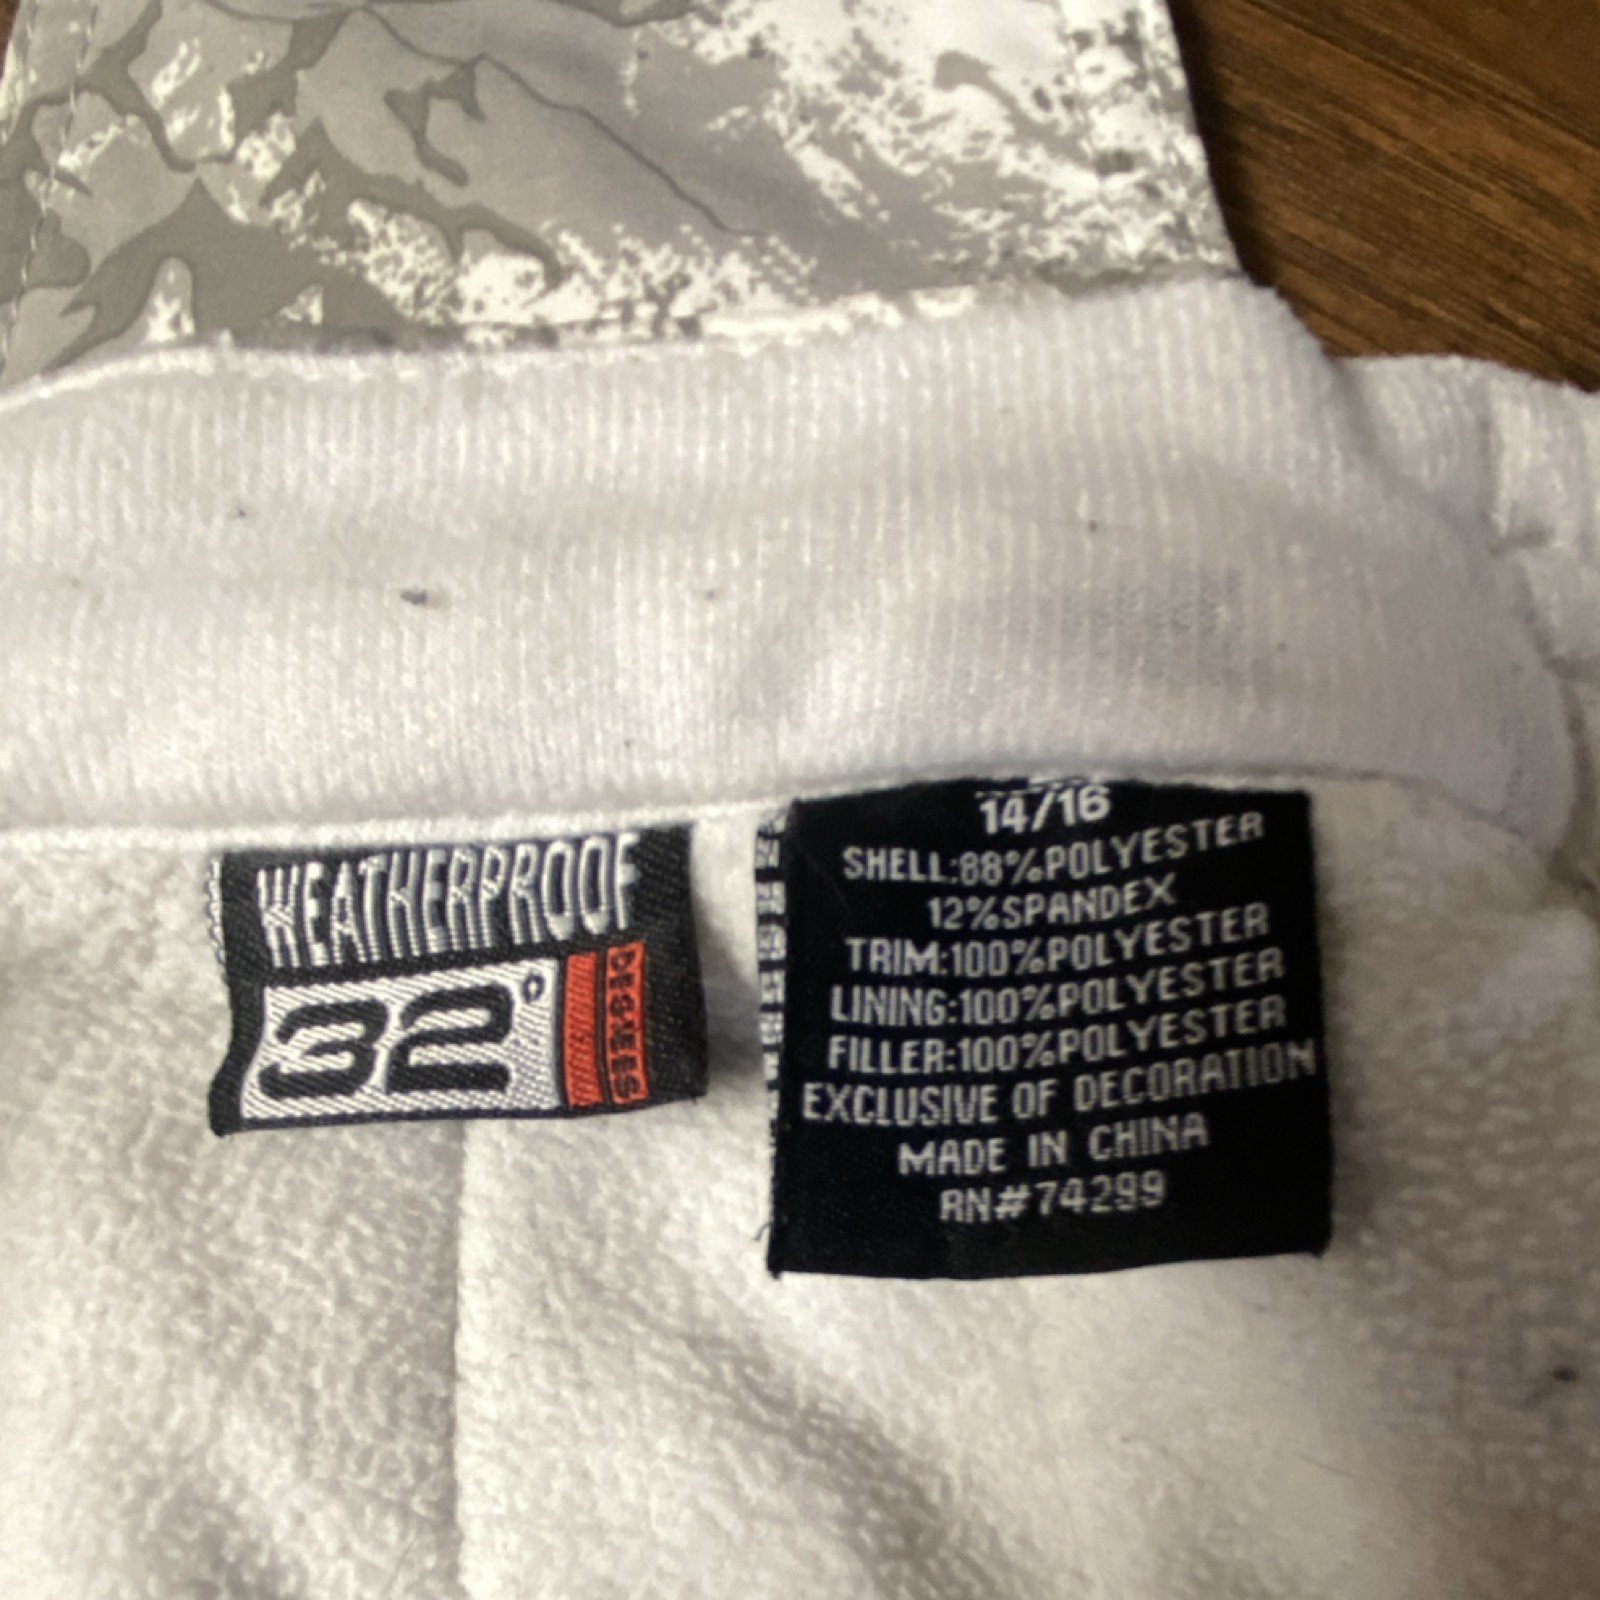 WEATHERPROOF
32°
DEGREES
14/16
SHELL:88%POLYESTER
12%SPANDEX
TRIM:100%POLYESTER
LINING:100%POLYESTER
FILLER:100%POLYESTER
EXCLUSIVE OF DECORATION
MADE IN CHINA
RN#74299